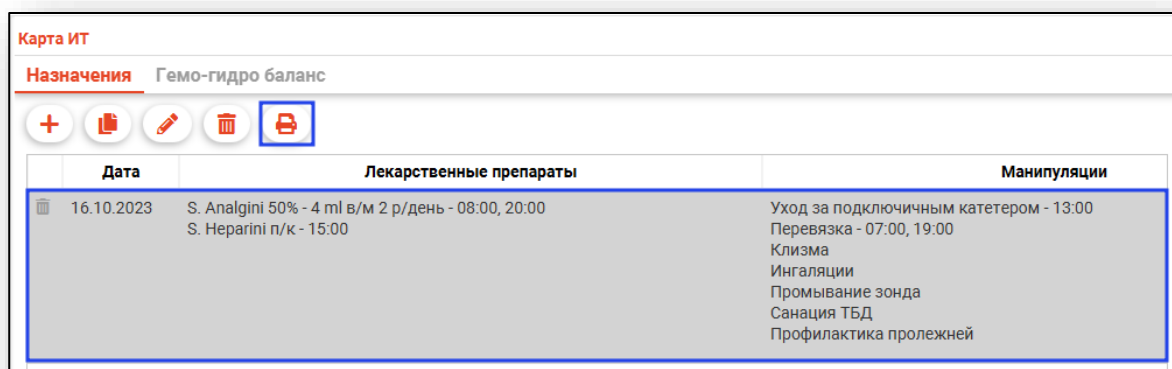 Карта ИТ
Назначения Гемо-гидро баланс
Дата Лекарственные препараты Манипуляции
16.10.2023 S. Analgini 50% - 4 ml в/м 2 р/день - 08:00, 20:00 Уход за подключичным катетером - 13:00
S. Heparini п/к - 15:00 Перевязка - 07:00, 19:00
Клизма
Ингаляции
Промывание зонда
Санация ТБД
Профилактика пролежней